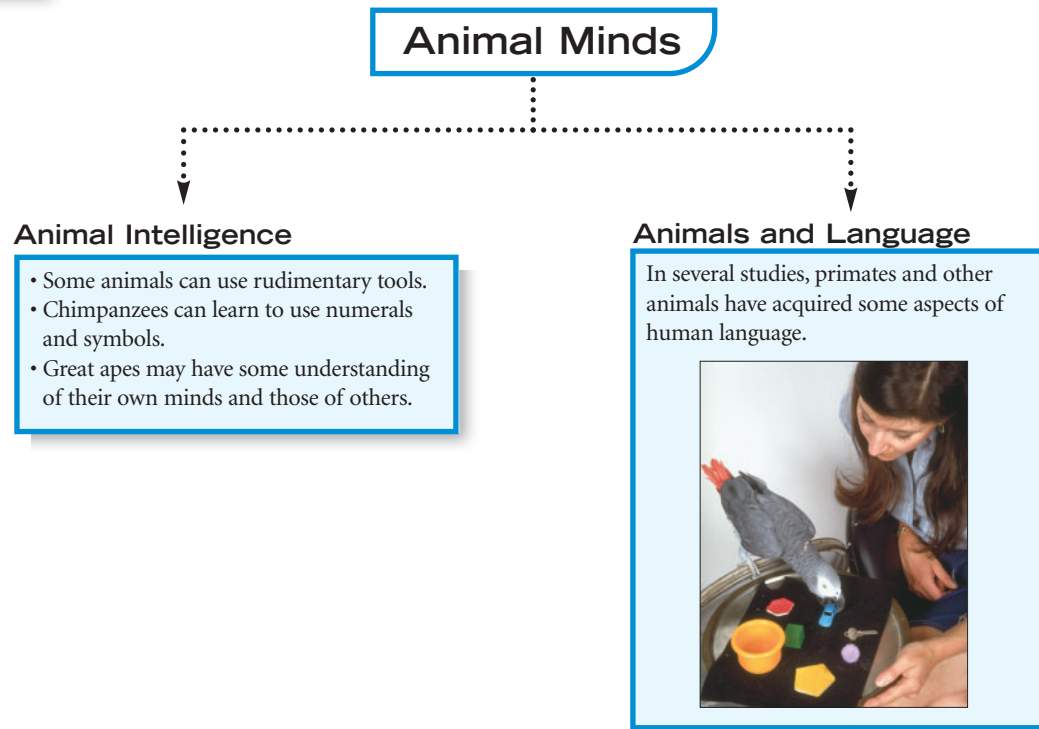 Animal Minds
Animal Intelligence
• Some animals can use rudimentary tools.
• Chimpanzees can learn to use numerals
and symbols.
• Great apes may have some understanding
of their own minds and those of others.
Animals and Language
In several studies, primates and other
animals have acquired some aspects of
human language.